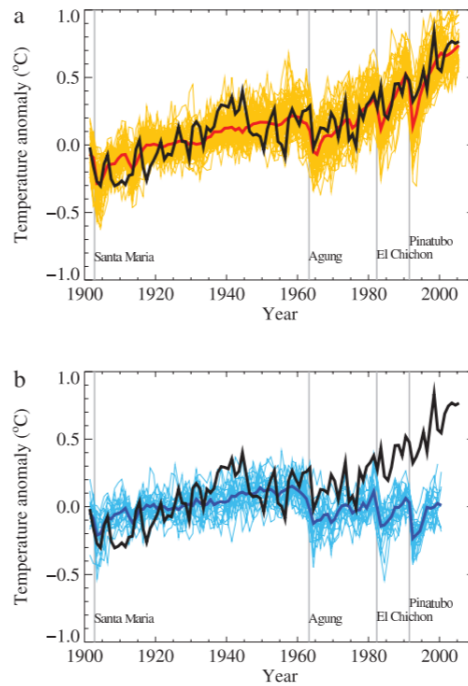 a
Temperature anomaly (°C)
1.0
0.5
0.0
−0.5
−1.0
Santa Maria
Agung
El Chichon
Pinatubo
1900 1920 1940 1960 1980 2000
Year
b
Temperature anomaly (°C)
1.0
0.5
0.0
−0.5
−1.0
Santa Maria
Agung
El Chichon
Pinatubo
1900 1920 1940 1960 1980 2000
Year